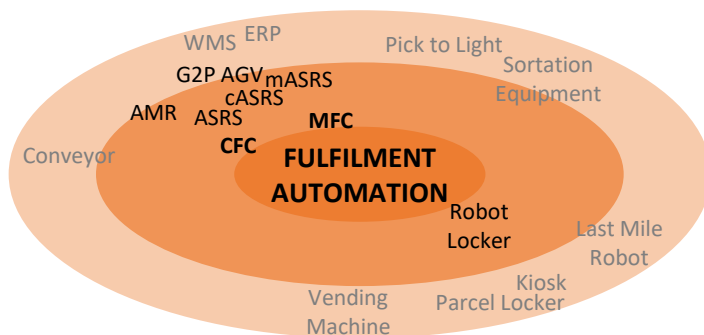 WMS ERP
Pick to Light
Sortation
Equipment
G2P AGV mASRS
cASRS
AMR
ASRS
MFC
CFC
Conveyor
FULFILMENT
AUTOMATION
Robot
Locker
Last Mile
Robot
Kiosk
Parcel Locker
Vending
Machine